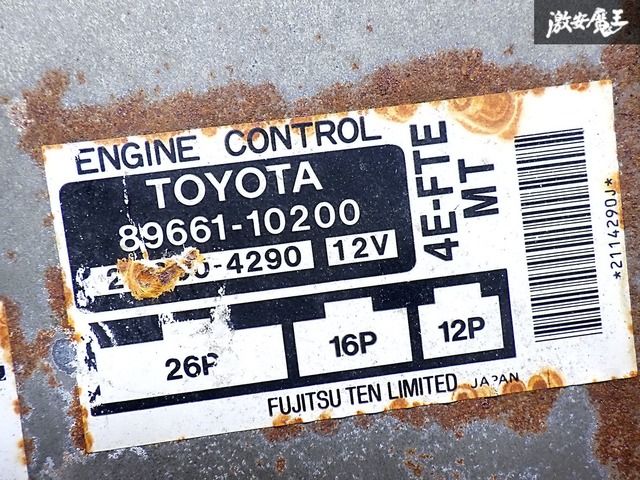 激安魔王
ENGINE CONTROL
TOYOTA
89661-10200
-4290 12V
4E-FTE
MT
26P
16P
12P
FUJITSU TEN LIMITED JAPAN
*2114290J*